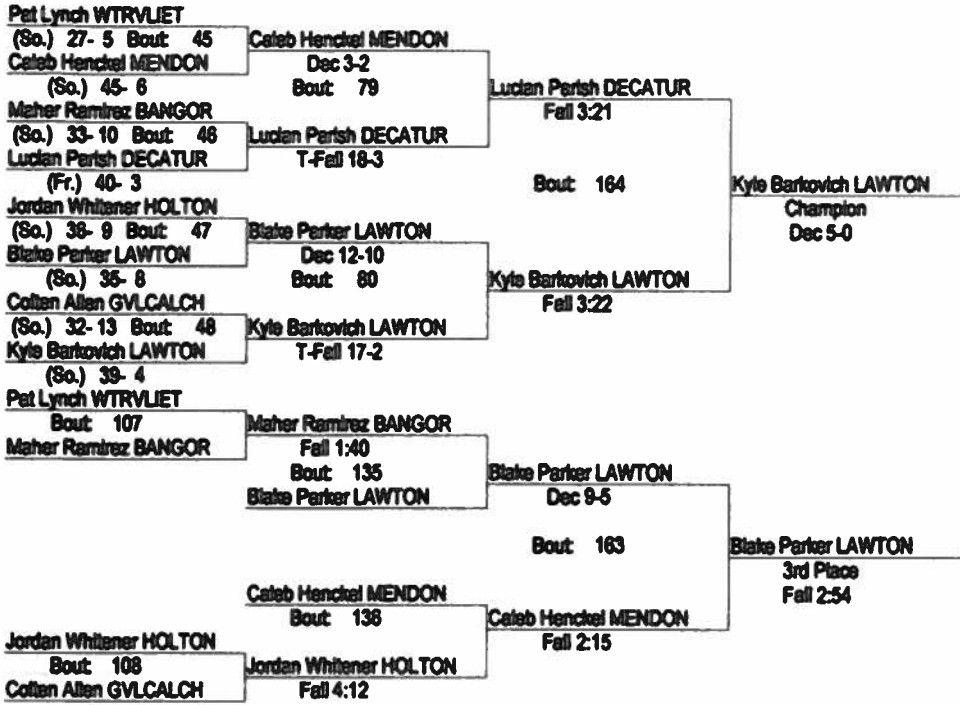 Pat Lynch WTRVLIET
(So.) 27- 5 Bout 45
Caleb Henckel MENDON
(So.) 45- 6
Maher Ramirez BANGOR
(So.) 33- 10 Bout 46
Lucian Parish DECATUR
(Fr.) 40- 3
Jordan Whitener HOLTON
(So.) 38- 9 Bout 47
Blake Parker LAWTON
(So.) 35- 8
Colten Allen GVLCALCH
(So.) 32- 13 Bout 48
Kyle Barkovich LAWTON
(So.) 39- 4
Caleb Henckel MENDON
Dec 3-2
Bout 79
Lucian Parish DECATUR
T-Fall 18-3
Blake Parker LAWTON
Dec 12-10
Bout 80
Kyle Barkovich LAWTON
T-Fall 17-2
Lucian Parish DECATUR
Fall 3:21
Bout 164
Kyle Barkovich LAWTON
Fall 3:22
Kyle Barkovich LAWTON
Champion
Dec 5-0
Pat Lynch WTRVLIET
Bout 107
Maher Ramirez BANGOR
Maher Ramirez BANGOR
Fall 1:40
Bout 135
Blake Parker LAWTON
Blake Parker LAWTON
Dec 9-5
Bout 163
Caleb Henckel MENDON
Bout 136
Jordan Whitener HOLTON
Bout 108
Colten Allen GVLCALCH
Jordan Whitener HOLTON
Fall 4:12
Caleb Henckel MENDON
Fall 2:15
Blake Parker LAWTON
3rd Place
Fall 2:54